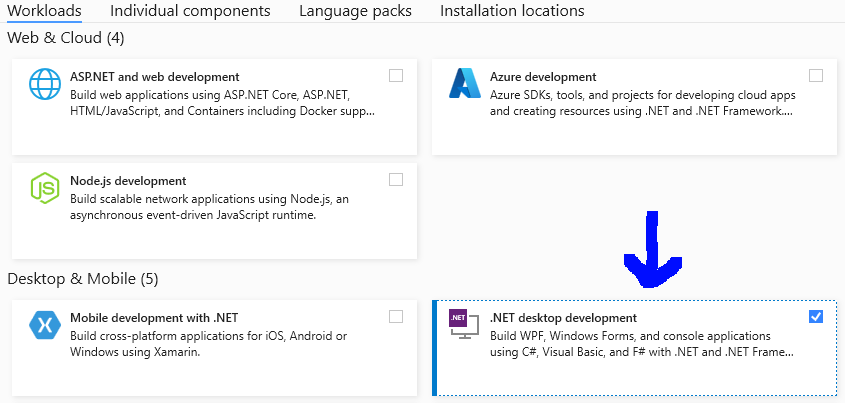 Workloads Individual components Language packs Installation locations
Web & Cloud (4)
ASP.NET and web development
Build web applications using ASP.NET Core, ASP.NET,
HTML/JavaScript, and Containers including Docker supp...
Azure development
Azure SDKs, tools, and projects for developing cloud apps
and creating resources using .NET and .NET Framework....
JS
Node.js development
Build scalable network applications using Node.js, an
asynchronous event-driven JavaScript runtime.
Desktop & Mobile (5)
Mobile development with .NET
Build cross-platform applications for iOS, Android or
Windows using Xamarin.
.NET
.NET desktop development
Build WPF, Windows Forms, and console applications
using C#, Visual Basic, and F# with .NET and .NET Frame...